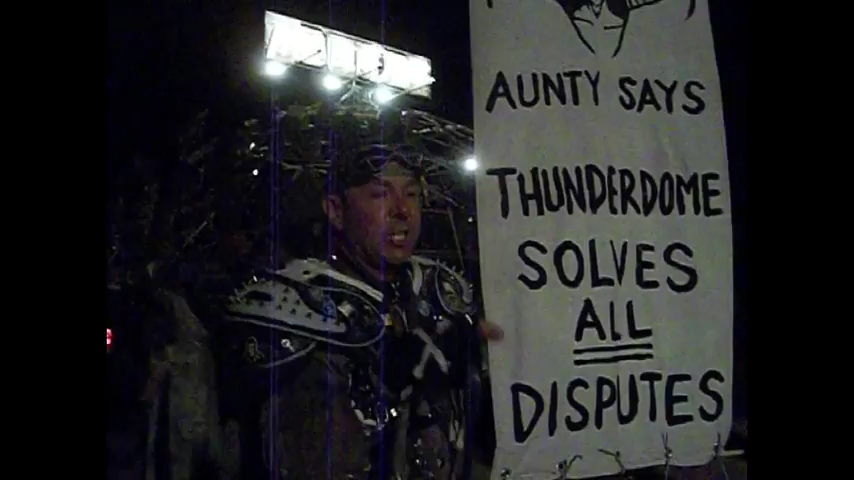 AUNTY SAYS
THUNDERDOME
SOLVES
ALL
DISPUTES